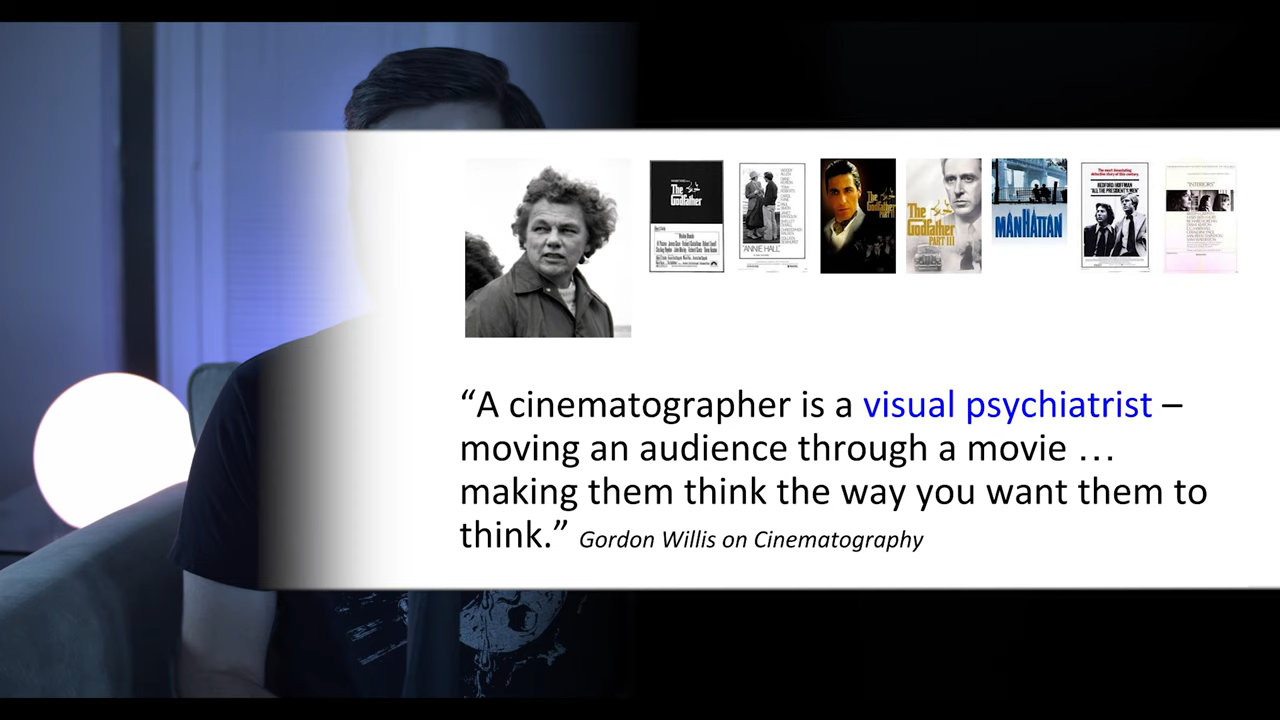 The
Godfather
"ANNIE HALL"
The
Godfather
PART II
The
Godfather
PART III
MANHATTAN
REDFORD/HOFFMAN
"ALL THE PRESIDENT'S MEN"
"INTERIORS"
“A cinematographer is a visual psychiatrist –
moving an audience through a movie …
making them think the way you want them to
think.” Gordon Willis on Cinematography